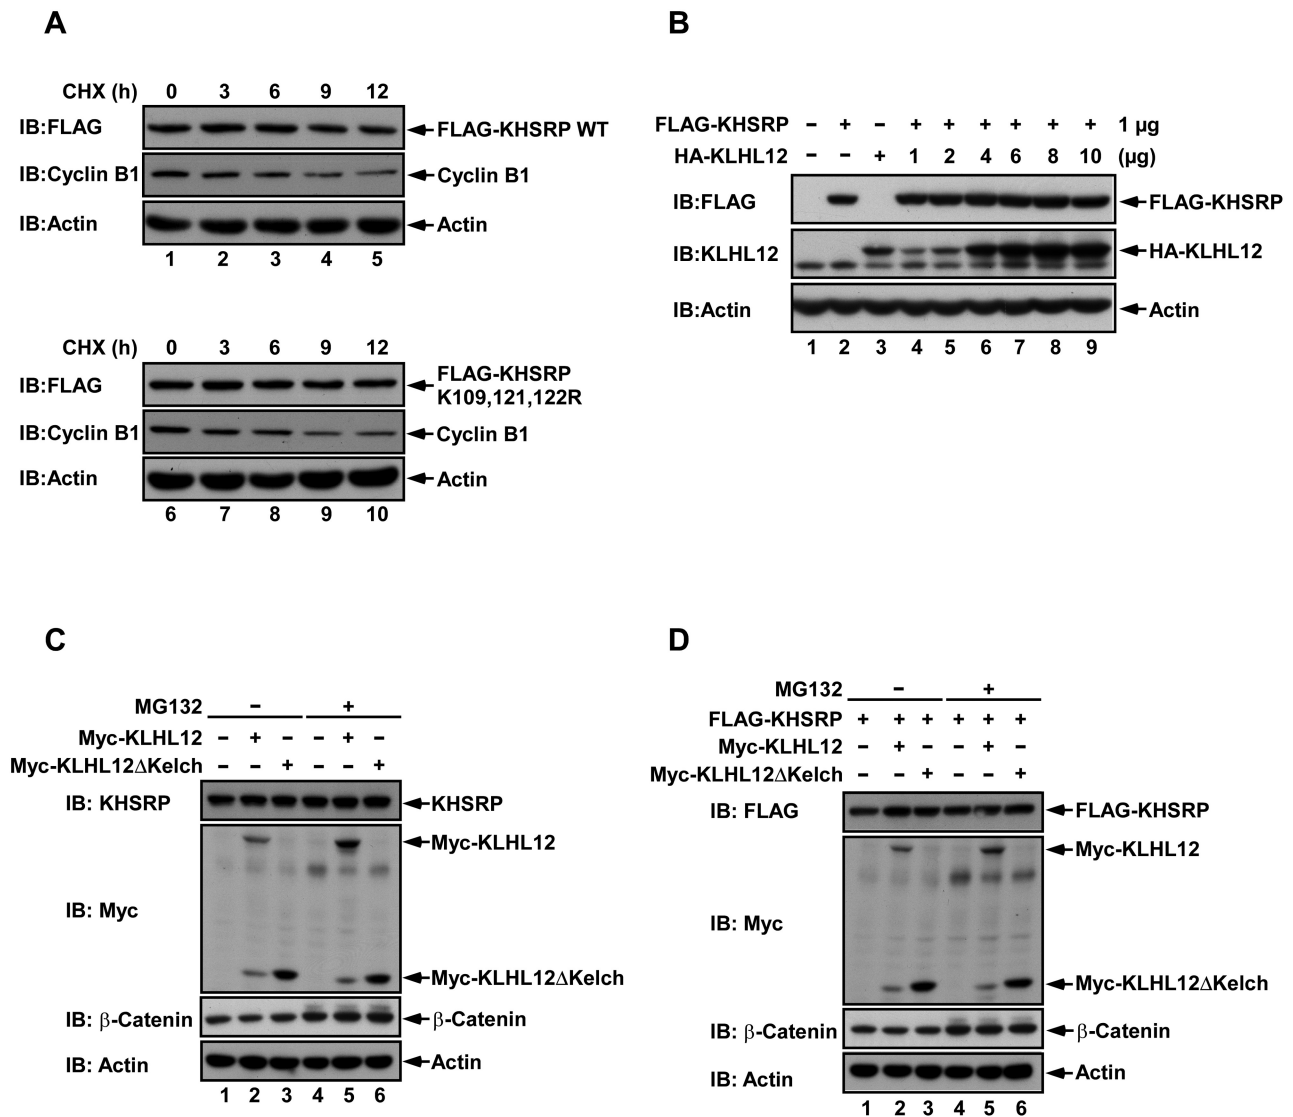 A
CHX (h) 0 3 6 9 12
IB:FLAG FLAG-KHSRP WT
IB:Cyclin B1 Cyclin B1
IB:Actin Actin
1 2 3 4 5
CHX (h) 0 3 6 9 12
IB:FLAG FLAG-KHSRP
K109,121,122R
IB:Cyclin B1 Cyclin B1
IB:Actin Actin
6 7 8 9 10
B
FLAG-KHSRP − + − + + + + + + 1 µg
HA-KLHL12 − − + 1 2 4 6 8 10 (µg)
IB:FLAG FLAG-KHSRP
IB:KLHL12 HA-KLHL12
IB:Actin Actin
1 2 3 4 5 6 7 8 9
C
MG132 − +
Myc-KLHL12 − + − − + −
Myc-KLHL12ΔKelch − − + − − +
IB: KHSRP KHSRP
Myc-KLHL12
IB: Myc
Myc-KLHL12ΔKelch
IB: β-Catenin β-Catenin
IB: Actin Actin
1 2 3 4 5 6
D
MG132 − +
FLAG-KHSRP + + + + + +
Myc-KLHL12 − + − − + −
Myc-KLHL12ΔKelch − − + − − +
IB: FLAG FLAG-KHSRP
Myc-KLHL12
IB: Myc
Myc-KLHL12ΔKelch
IB: β-Catenin β-Catenin
IB: Actin Actin
1 2 3 4 5 6